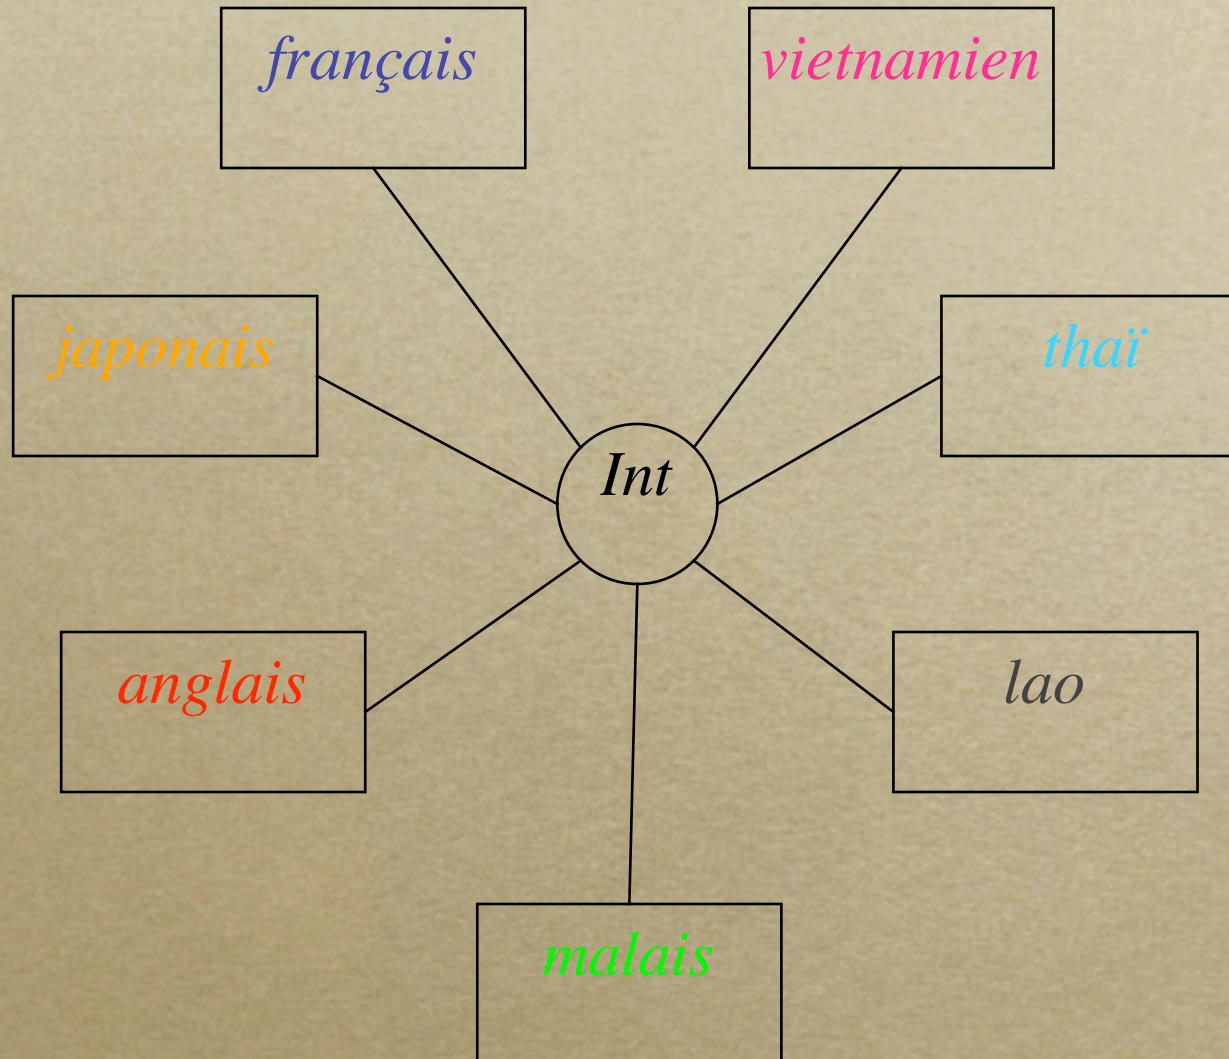 français
vietnamien
japonais
thaï
Int
anglais
lao
malais